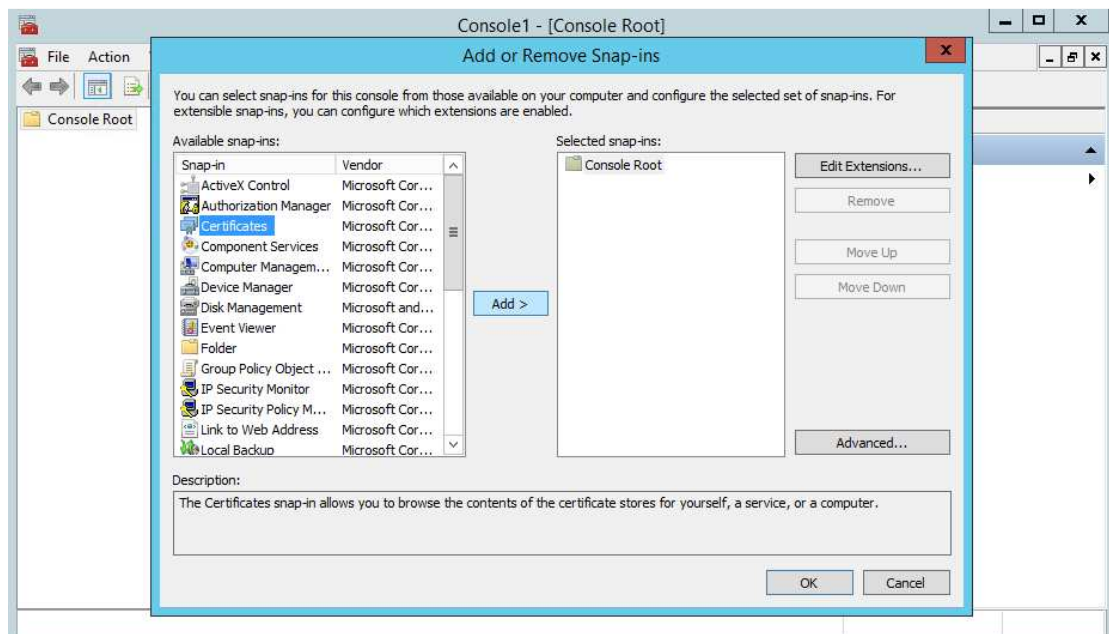 Console1 - [Console Root]
File Action
Add or Remove Snap-ins
Console Root
You can select snap-ins for this console from those available on your computer and configure the selected set of snap-ins. For
extensible snap-ins, you can configure which extensions are enabled.
Available snap-ins:
Snap-in Vendor
ActiveX Control Microsoft Cor...
Authorization Manager Microsoft Cor...
Certificates Microsoft Cor...
Component Services Microsoft Cor...
Computer Managem... Microsoft Cor...
Device Manager Microsoft Cor...
Disk Management Microsoft and...
Event Viewer Microsoft Cor...
Folder Microsoft Cor...
Group Policy Object ... Microsoft Cor...
IP Security Monitor Microsoft Cor...
IP Security Policy M... Microsoft Cor...
Link to Web Address Microsoft Cor...
Local Backup Microsoft Cor...
Add >
Selected snap-ins:
Console Root
Edit Extensions...
Remove
Move Up
Move Down
Advanced...
Description:
The Certificates snap-in allows you to browse the contents of the certificate stores for yourself, a service, or a computer.
OK Cancel